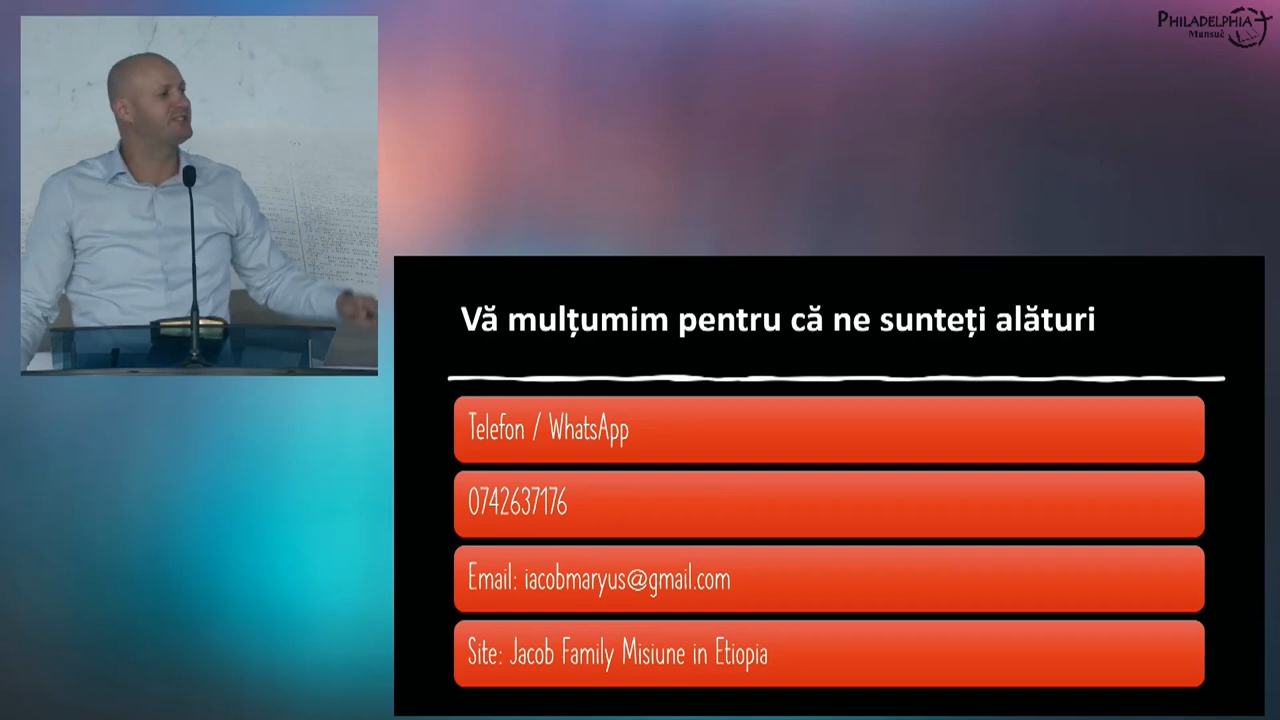 PHILADELPHIA
Mansuè
Vă mulțumim pentru că ne sunteți alături
Telefon / WhatsApp
0742637176
Email: iacobmaryus@gmail.com
Site: Jacob Family Misiune in Etiopia